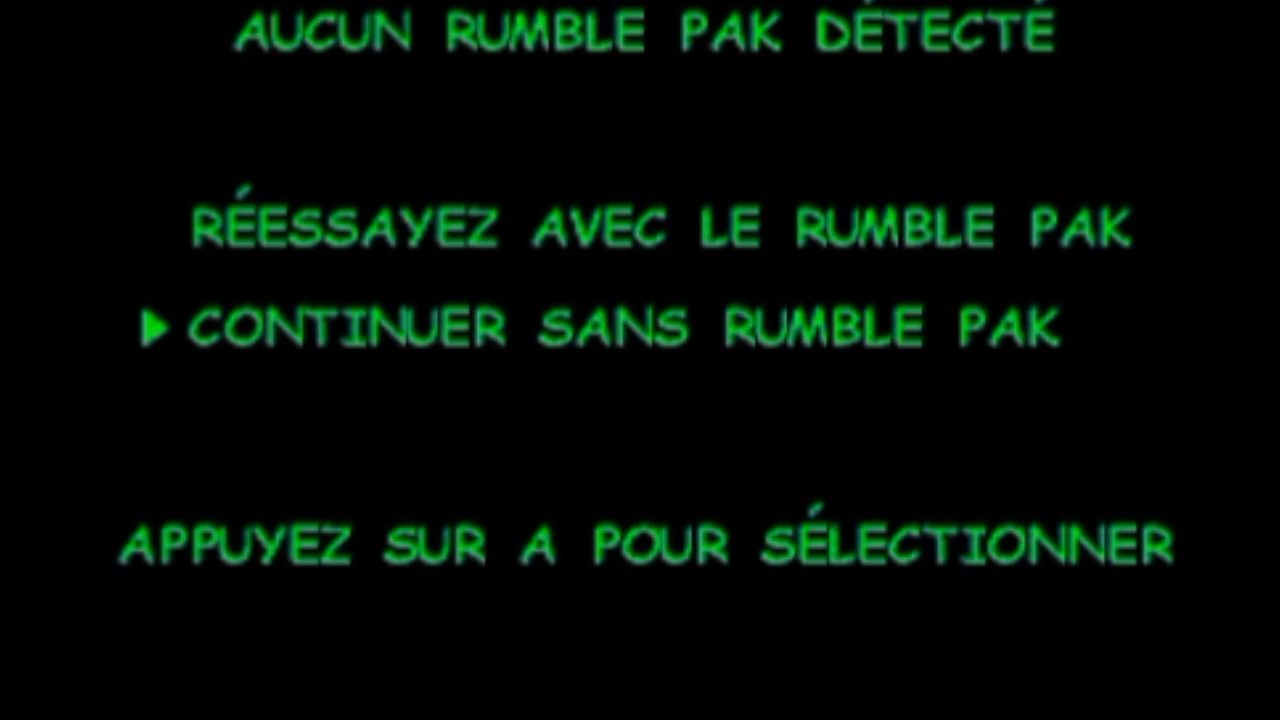 AUCUN RUMBLE PAK DÉTECTÉ
RÉESSAYEZ AVEC LE RUMBLE PAK
CONTINUER SANS RUMBLE PAK
APPUYEZ SUR A POUR SÉLECTIONNER